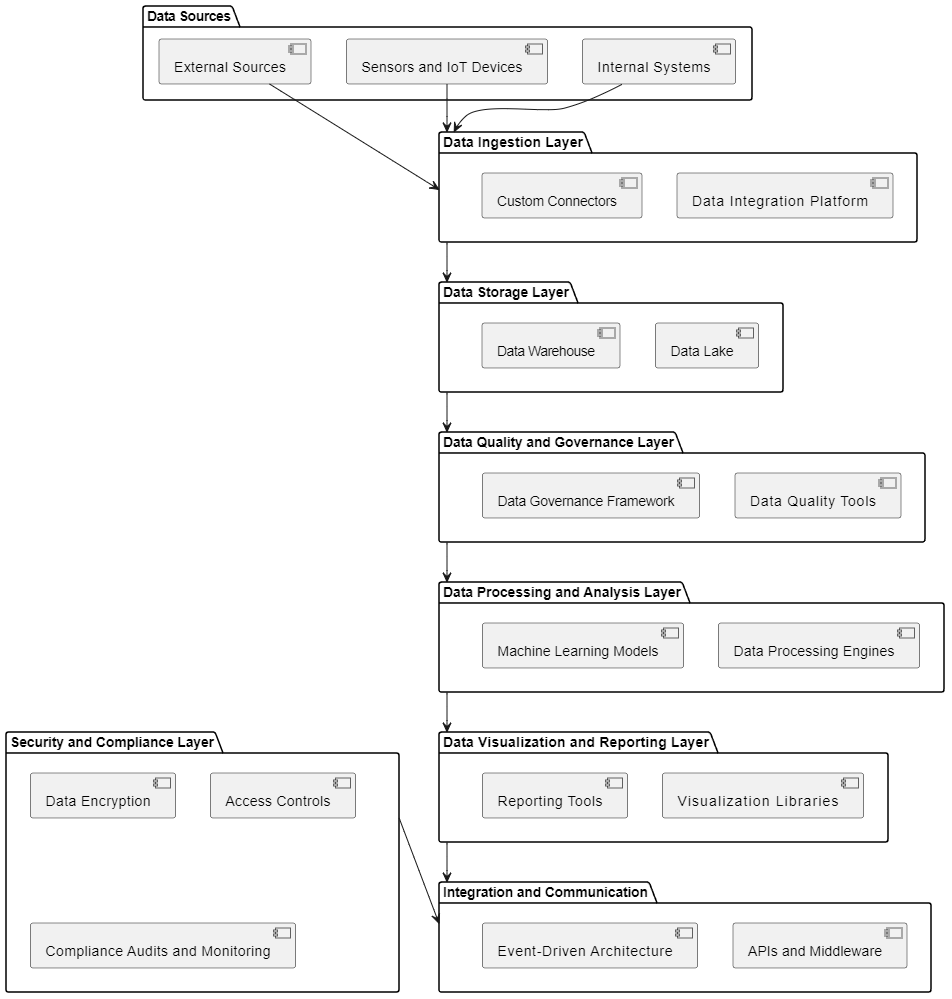 Data Sources
External Sources
Sensors and IoT Devices
Internal Systems
Data Ingestion Layer
Custom Connectors
Data Integration Platform
Data Storage Layer
Data Warehouse
Data Lake
Data Quality and Governance Layer
Data Governance Framework
Data Quality Tools
Data Processing and Analysis Layer
Machine Learning Models
Data Processing Engines
Security and Compliance Layer
Data Encryption
Access Controls
Compliance Audits and Monitoring
Data Visualization and Reporting Layer
Reporting Tools
Visualization Libraries
Integration and Communication
Event-Driven Architecture
APIs and Middleware